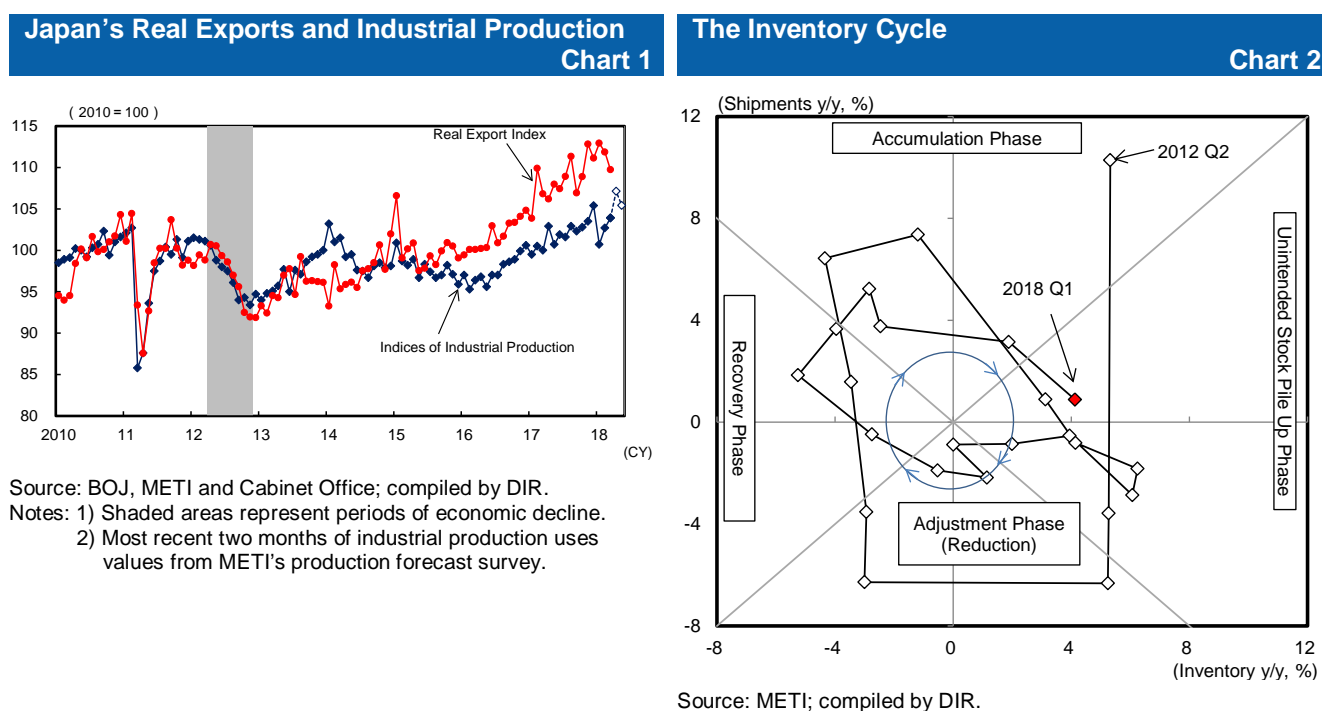 Japan's Real Exports and Industrial Production
Chart 1
( 2010 = 100 )
115
110
105
100
95
90
85
80
Real Export Index
Indices of Industrial Production
2010 11 12 13 14 15 16 17 18
(CY)
Source: BOJ, METI and Cabinet Office; compiled by DIR.
Notes: 1) Shaded areas represent periods of economic decline.
2) Most recent two months of industrial production uses
values from METI's production forecast survey.
The Inventory Cycle
Chart 2
(Shipments y/y, %)
12
8
4
0
-4
-8
Accumulation Phase
2012 Q2
2018 Q1
Unintended Stock Pile Up Phase
Recovery Phase
Adjustment Phase
(Reduction)
-8 -4 0 4 8 12
(Inventory y/y, %)
Source: METI; compiled by DIR.